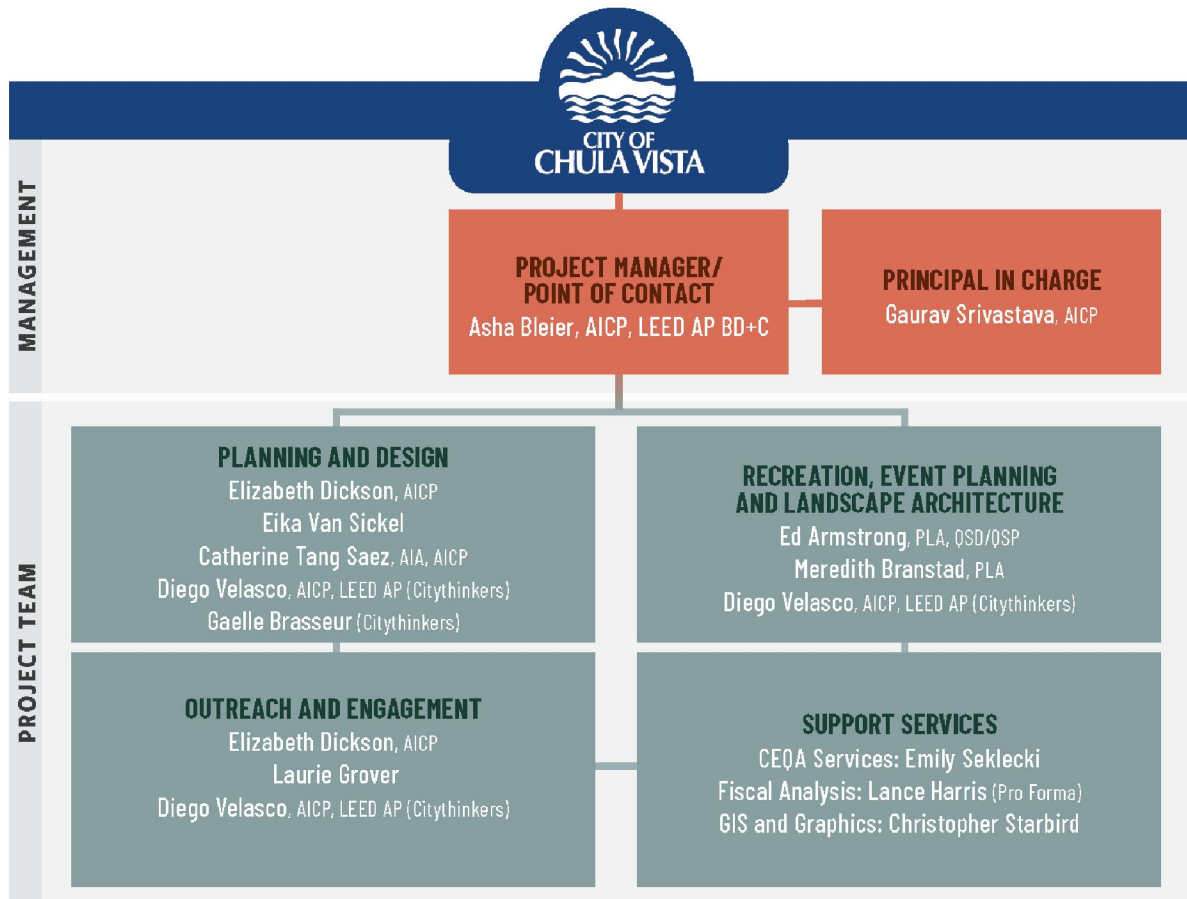 CITY OF
CHULA VISTA
MANAGEMENT
PROJECT MANAGER/
POINT OF CONTACT
Asha Bleier, AICP, LEED AP BD+C
PRINCIPAL IN CHARGE
Gaurav Srivastava, AICP
PROJECT TEAM
PLANNING AND DESIGN
Elizabeth Dickson, AICP
Eika Van Sickel
Catherine Tang Saez, AIA, AICP
Diego Velasco, AICP, LEED AP (Citythinkers)
Gaelle Brasseur (Citythinkers)
RECREATION, EVENT PLANNING
AND LANDSCAPE ARCHITECTURE
Ed Armstrong, PLA, QSD/QSP
Meredith Branstad, PLA
Diego Velasco, AICP, LEED AP (Citythinkers)
OUTREACH AND ENGAGEMENT
Elizabeth Dickson, AICP
Laurie Grover
Diego Velasco, AICP, LEED AP (Citythinkers)
SUPPORT SERVICES
CEQA Services: Emily Seklecki
Fiscal Analysis: Lance Harris (Pro Forma)
GIS and Graphics: Christopher Starbird